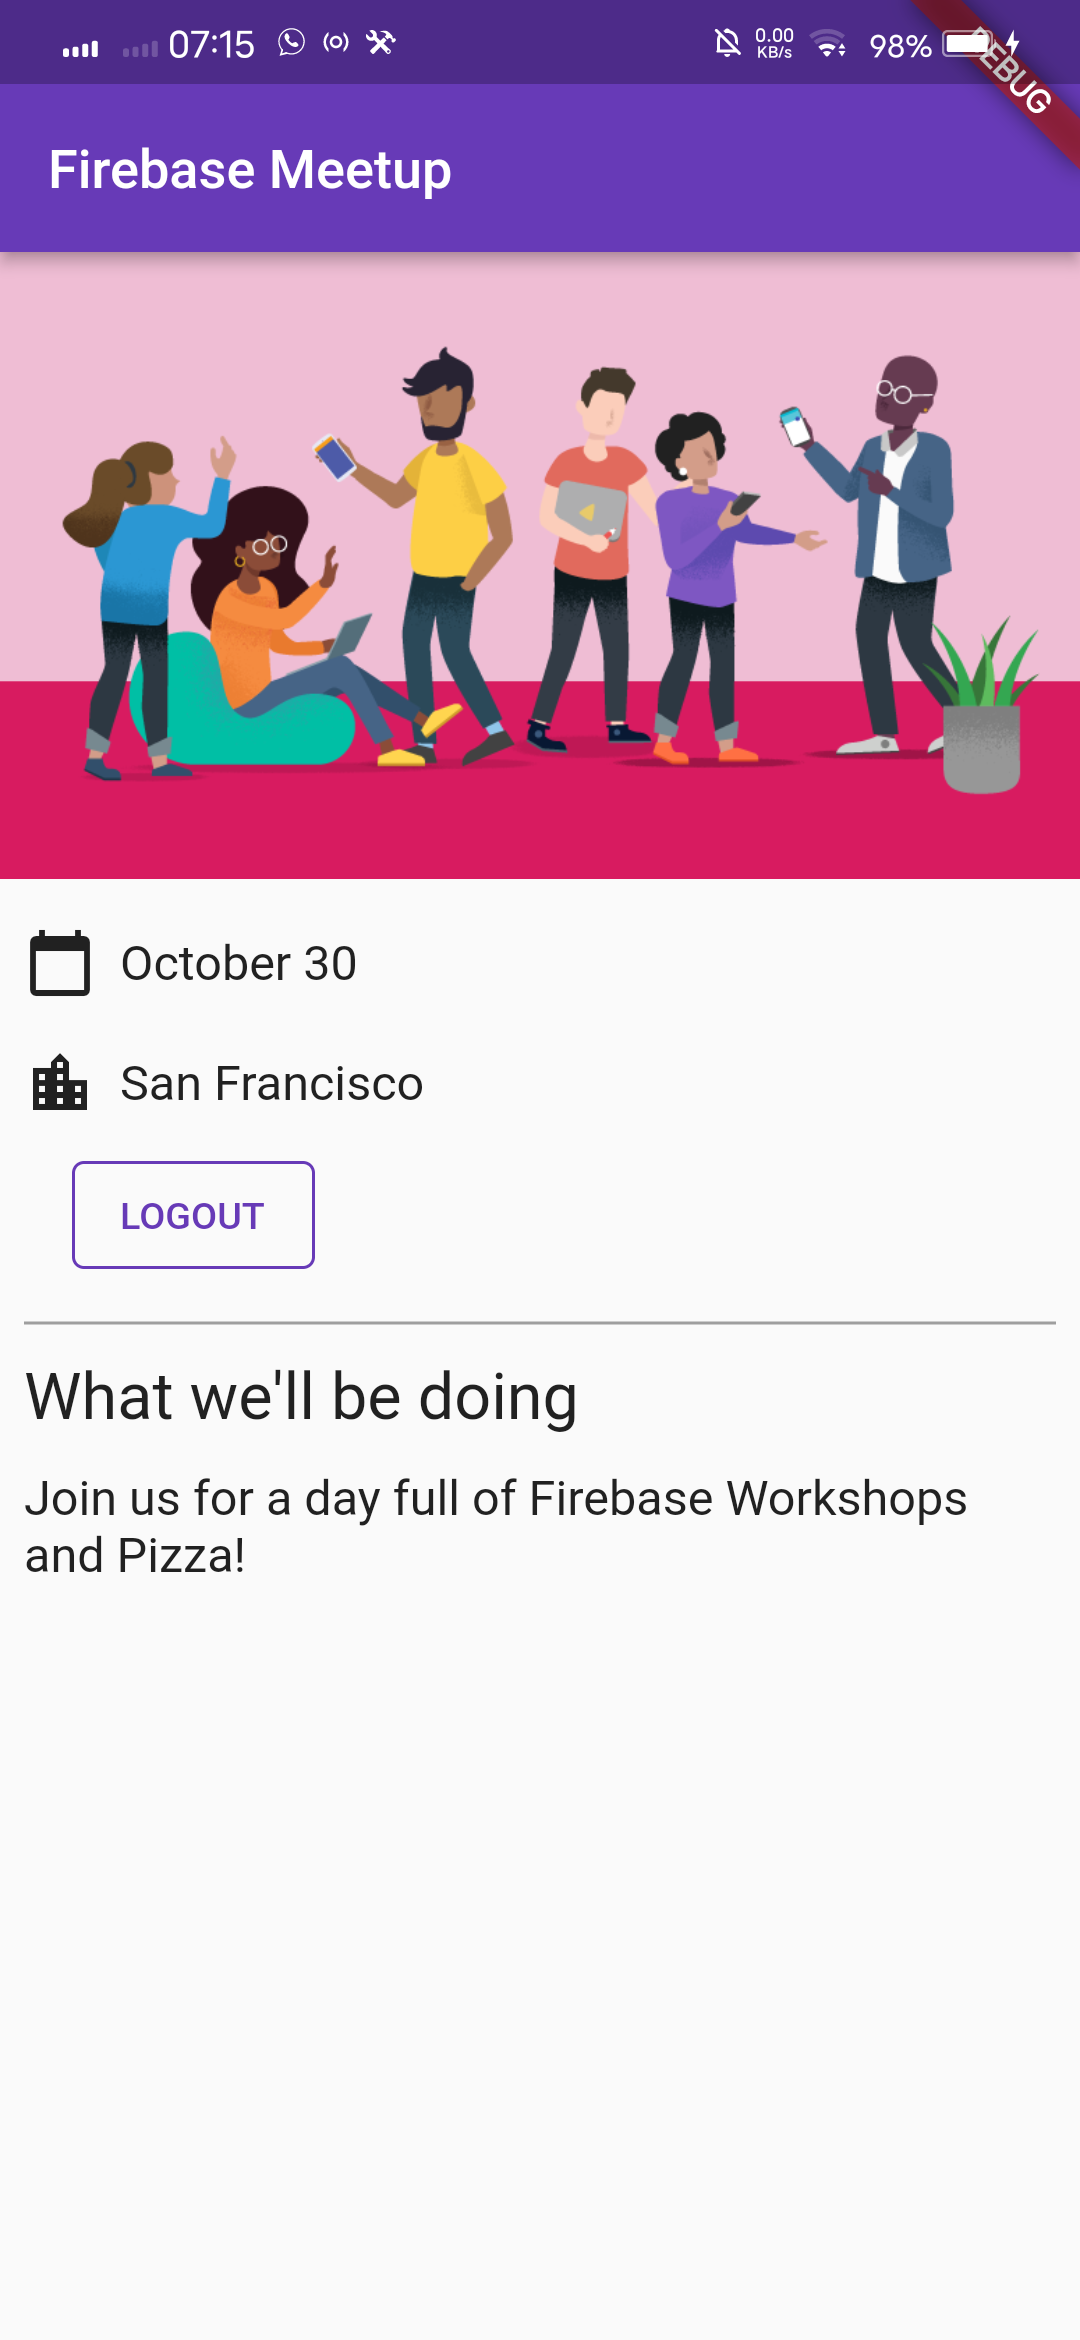 07:15 0.00 KB/s 98%
DEBUG
Firebase Meetup
October 30
San Francisco
LOGOUT
What we'll be doing
Join us for a day full of Firebase Workshops
and Pizza!